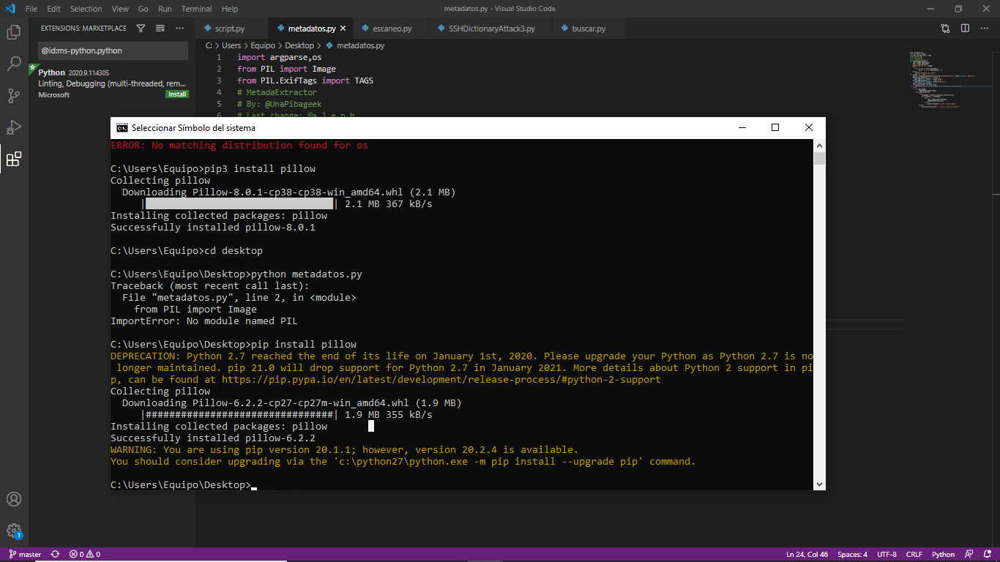 File Edit Selection View Go Run Terminal Help
metadatos.py - Visual Studio Code
EXTENSIONS: MARKETPLACE
script.py
metadatos.py
escaneo.py
SSHDictionaryAttack3.py
buscar.py
@id:ms-python.python
Python 2020.9.114305
Linting, Debugging (multi-threaded, rem...
Microsoft
Install
C: > Users > Equipo > Desktop > metadatos.py
1 import argparse,os
2 from PIL import Image
3 from PIL.ExifTags import TAGS
4 # MetadaExtractor
5 # By: @UnaPibageek
6 # Last change: @a_l_e_n_h
Seleccionar Símbolo del sistema
ERROR: No matching distribution found for os
C:\Users\Equipo>pip3 install pillow
Collecting pillow
Downloading Pillow-8.0.1-cp38-cp38-win_amd64.whl (2.1 MB)
| | 2.1 MB 367 kB/s
Installing collected packages: pillow
Successfully installed pillow-8.0.1
C:\Users\Equipo>cd desktop
C:\Users\Equipo\Desktop>python metadatos.py
Traceback (most recent call last):
File "metadatos.py", line 2, in <module>
from PIL import Image
ImportError: No module named PIL
C:\Users\Equipo\Desktop>pip install pillow
DEPRECATION: Python 2.7 reached the end of its life on January 1st, 2020. Please upgrade your Python as Python 2.7 is no
longer maintained. pip 21.0 will drop support for Python 2.7 in January 2021. More details about Python 2 support in pi
p, can be found at https://pip.pypa.io/en/latest/development/release-process/#python-2-support
Collecting pillow
Downloading Pillow-6.2.2-cp27-cp27m-win_amd64.whl (1.9 MB)
|################################| 1.9 MB 355 kB/s
Installing collected packages: pillow
Successfully installed pillow-6.2.2
WARNING: You are using pip version 20.1.1; however, version 20.2.4 is available.
You should consider upgrading via the 'c:\python27\python.exe -m pip install --upgrade pip' command.
C:\Users\Equipo\Desktop>
1
master
0 0
Ln 24, Col 46
Spaces: 4
UTF-8
CRLF
Python